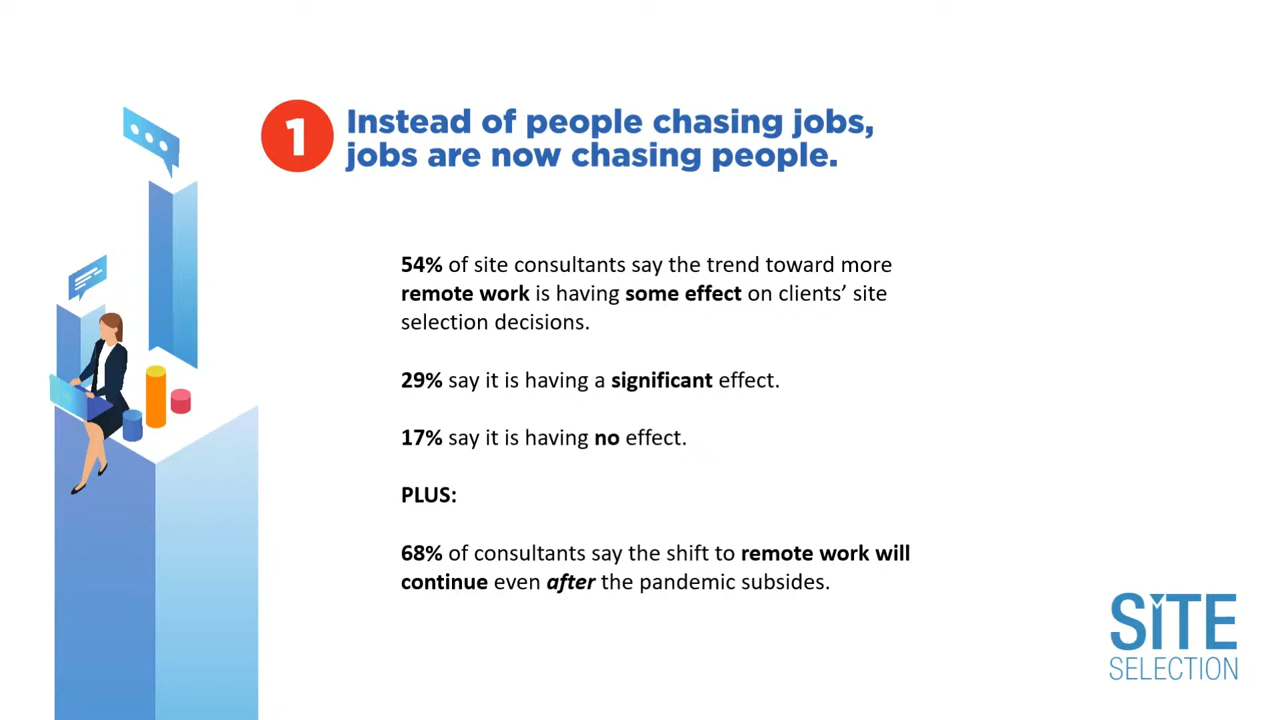 1
Instead of people chasing jobs,
jobs are now chasing people.
54% of site consultants say the trend toward more
remote work is having some effect on clients’ site
selection decisions.
29% say it is having a significant effect.
17% say it is having no effect.
PLUS:
68% of consultants say the shift to remote work will
continue even after the pandemic subsides.
SiTE
SELECTION